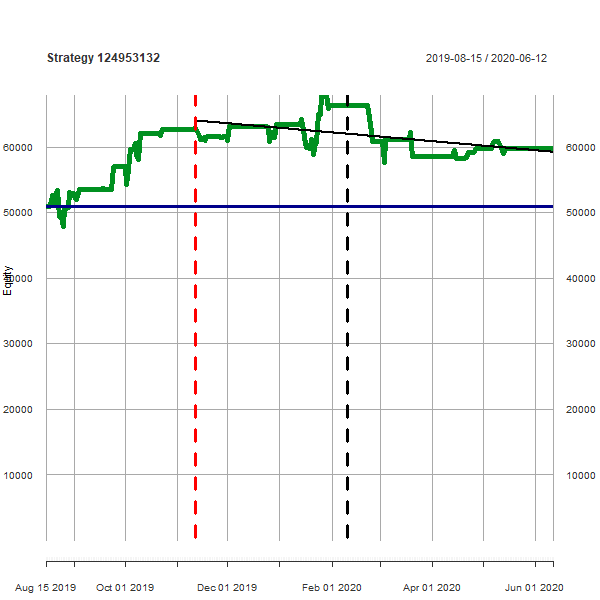 Strategy 124953132 2019-08-15 / 2020-06-12
60000 60000
50000 50000
40000 40000
30000 30000
20000 20000
10000 10000
Equity
Aug 15 2019 Oct 01 2019 Dec 01 2019 Feb 01 2020 Apr 01 2020 Jun 01 2020